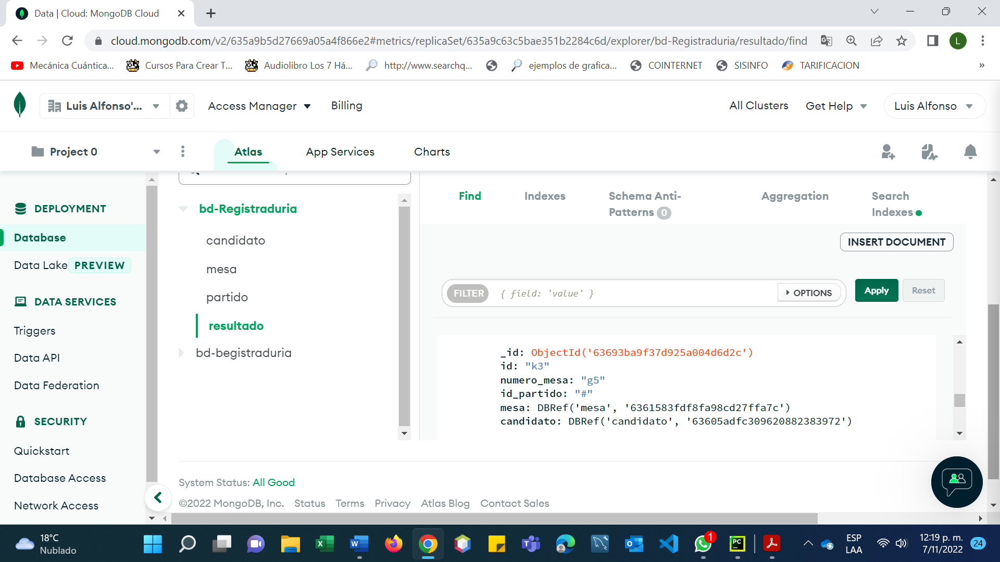 Data | Cloud: MongoDB Cloud
cloud.mongodb.com/v2/635a9b5d27669a05a4f866e2#metrics/replicaSet/635a9c63c5bae351b2284c6d/explorer/bd-Registraduria/resultado/find
L
Mecánica Cuántica... Cursos Para Crear T... Audiolibro Los 7 Há... http://www.searchq... ejemplos de grafica... COINTERNET SISINFO TARIFICACION »
Luis Alfonso'... Access Manager Billing All Clusters Get Help Luis Alfonso
Project 0 Atlas App Services Charts
DEPLOYMENT
Database
Data Lake PREVIEW
DATA SERVICES
Triggers
Data API
Data Federation
SECURITY
Quickstart
Database Access
Network Access
bd-Registraduria
candidato
mesa
partido
resultado
bd-begistraduria
Find Indexes Schema Anti-Patterns 0 Aggregation Search Indexes
INSERT DOCUMENT
FILTER { field: 'value' } OPTIONS Apply Reset
_id: ObjectId('63693ba9f37d925a004d6d2c')
id: "k3"
numero_mesa: "g5"
id_partido: "#"
mesa: DBRef('mesa', '6361583fdf8fa98cd27ffa7c')
candidato: DBRef('candidato', '63605adfc309620882383972')
System Status: All Good
©2022 MongoDB, Inc. Status Terms Privacy Atlas Blog Contact Sales
18°C
Nublado
1
PC
ESP
LAA
12:19 p. m.
7/11/2022
24